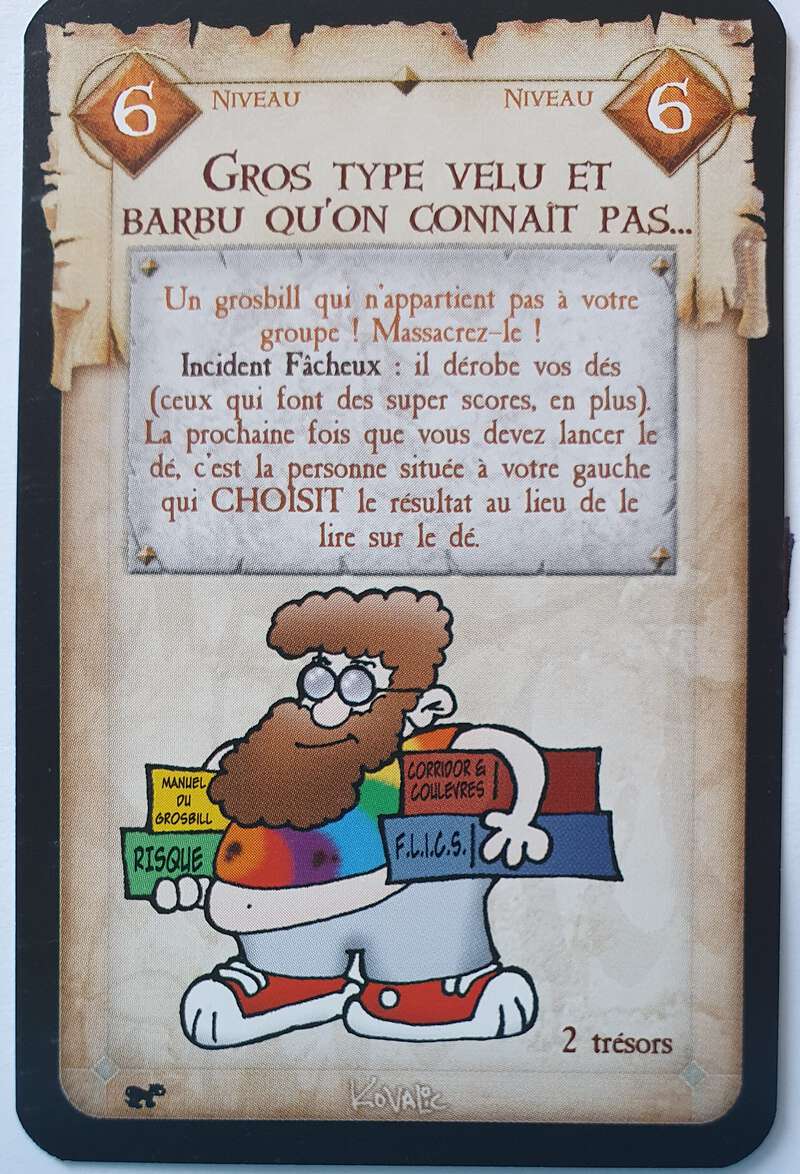 6 NIVEAU NIVEAU 6
GROS TYPE VELU ET
BARBU QU'ON CONNAÎT PAS...
Un grosbill qui n'appartient pas à votre
groupe ! Massacrez-le !
Incident Fâcheux : il dérobe vos dés
(ceux qui font des super scores, en plus).
La prochaine fois que vous devez lancer le
dé, c'est la personne située à votre gauche
qui CHOISIT le résultat au lieu de le
lire sur le dé.
MANUEL
DU
GROSBILL
RISQUE
CORRIDOR &
COULEVRES
F.L.I.C.S.
2 trésors
KOVALIC